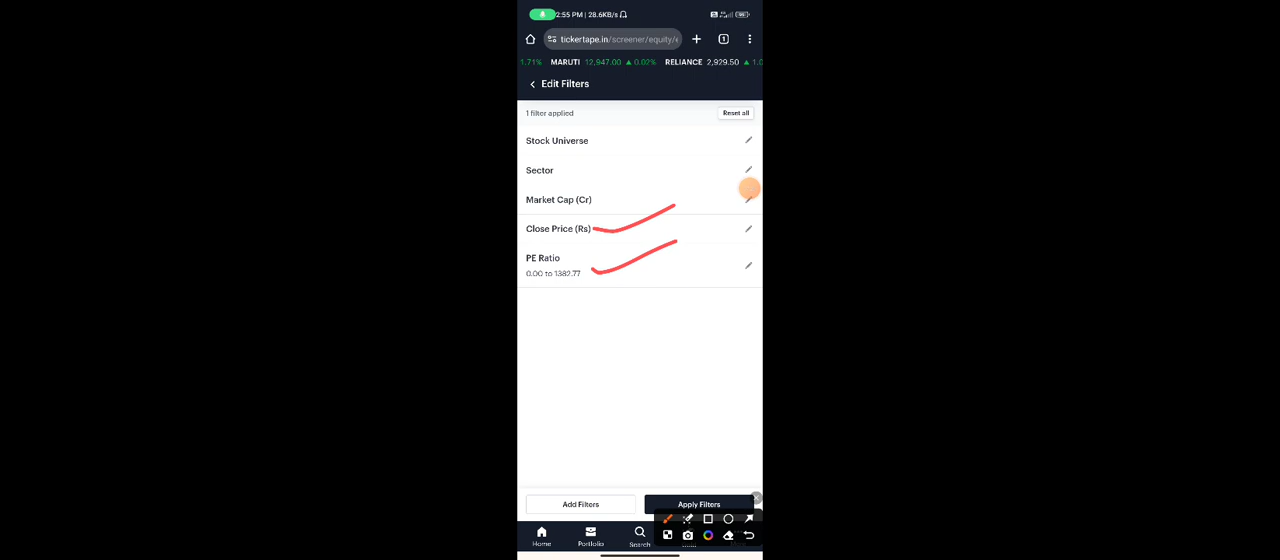 2:55 PM | 28.6KB/s
tickertape.in/screener/equity/
1
1.71% MARUTI 12,947.00 ▲ 0.02% RELIANCE 2,929.50 ▲ 1.0
Edit Filters
1 filter applied
Reset all
Stock Universe
Sector
Market Cap (Cr)
Close Price (Rs)
PE Ratio
0.00 to 1382.77
Add Filters
Apply Filters
Home
Portfolio
Search